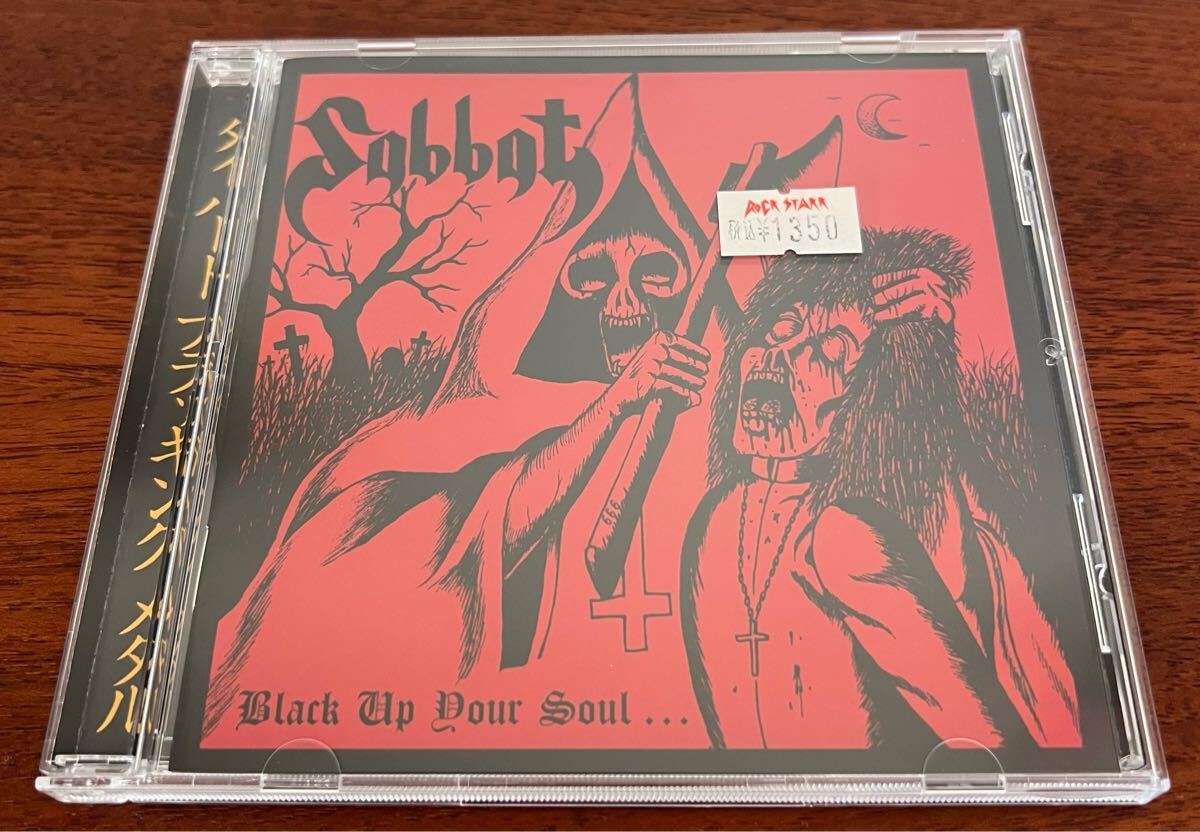 Sabbat
ROCK STAKK
税込¥1350
666
Black Up Your Soul...
ダイ ハード ブラッキング メタル